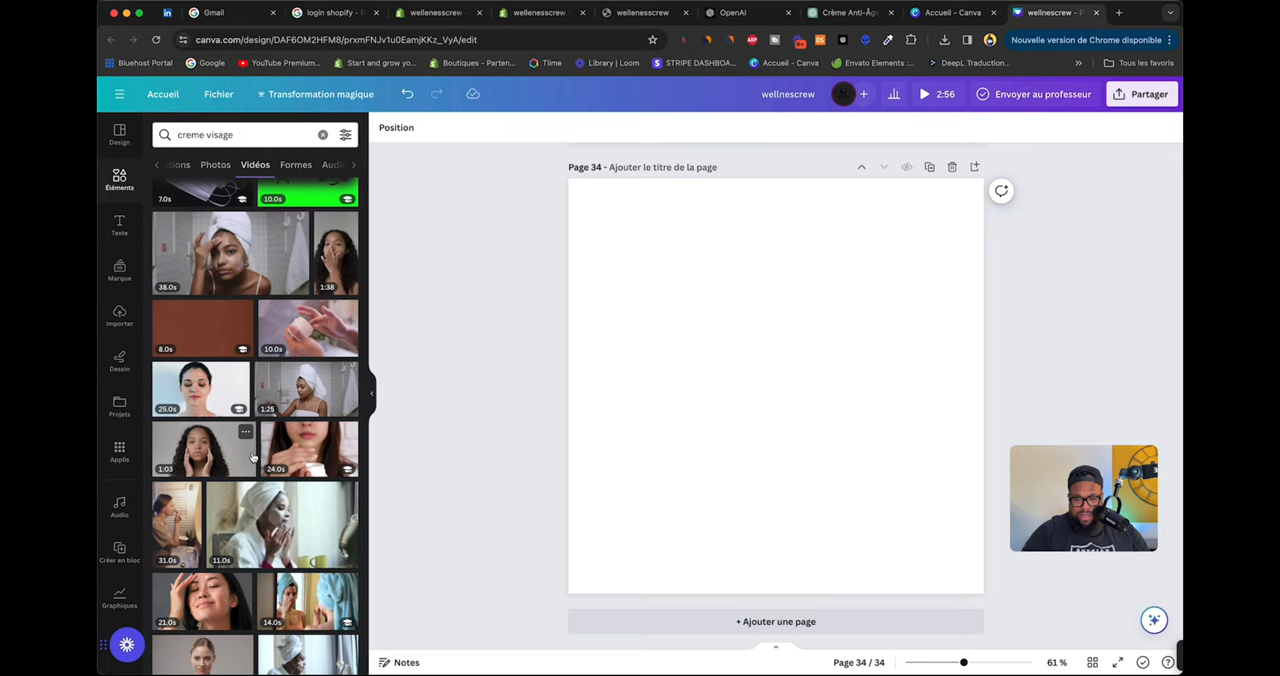 Gmail
login shopify - F
wellenesscrew
wellenesscrew
wellenesscrew
OpenAI
Crème Anti-Âg
Accueil - Canva
wellnescrew - P
canva.com/design/DAF6OM2HFM8/prxmFNJv1u0EamjKKz_VyA/edit
Nouvelle version de Chrome disponible
Bluehost Portal
Google
YouTube Premium...
Start and grow yo...
Boutiques - Parten...
Tiime
Library | Loom
STRIPE DASHBOA...
Accueil - Canva
Envato Elements :...
DeepL Traduction...
Tous les favoris
Accueil
Fichier
Transformation magique
wellnescrew
2:56
Envoyer au professeur
Partager
Design
Éléments
Texte
Marque
Importer
Dessin
Projets
Applis
Audio
Créer en bloc
Graphiques
creme visage
tions
Photos
Vidéos
Formes
Audi
7.0s
10.0s
38.0s
1:38
8.0s
10.0s
25.0s
1:25
1:03
24.0s
31.0s
11.0s
21.0s
14.0s
Position
Page 34 - Ajouter le titre de la page
+ Ajouter une page
Notes
Page 34 / 34
61 %